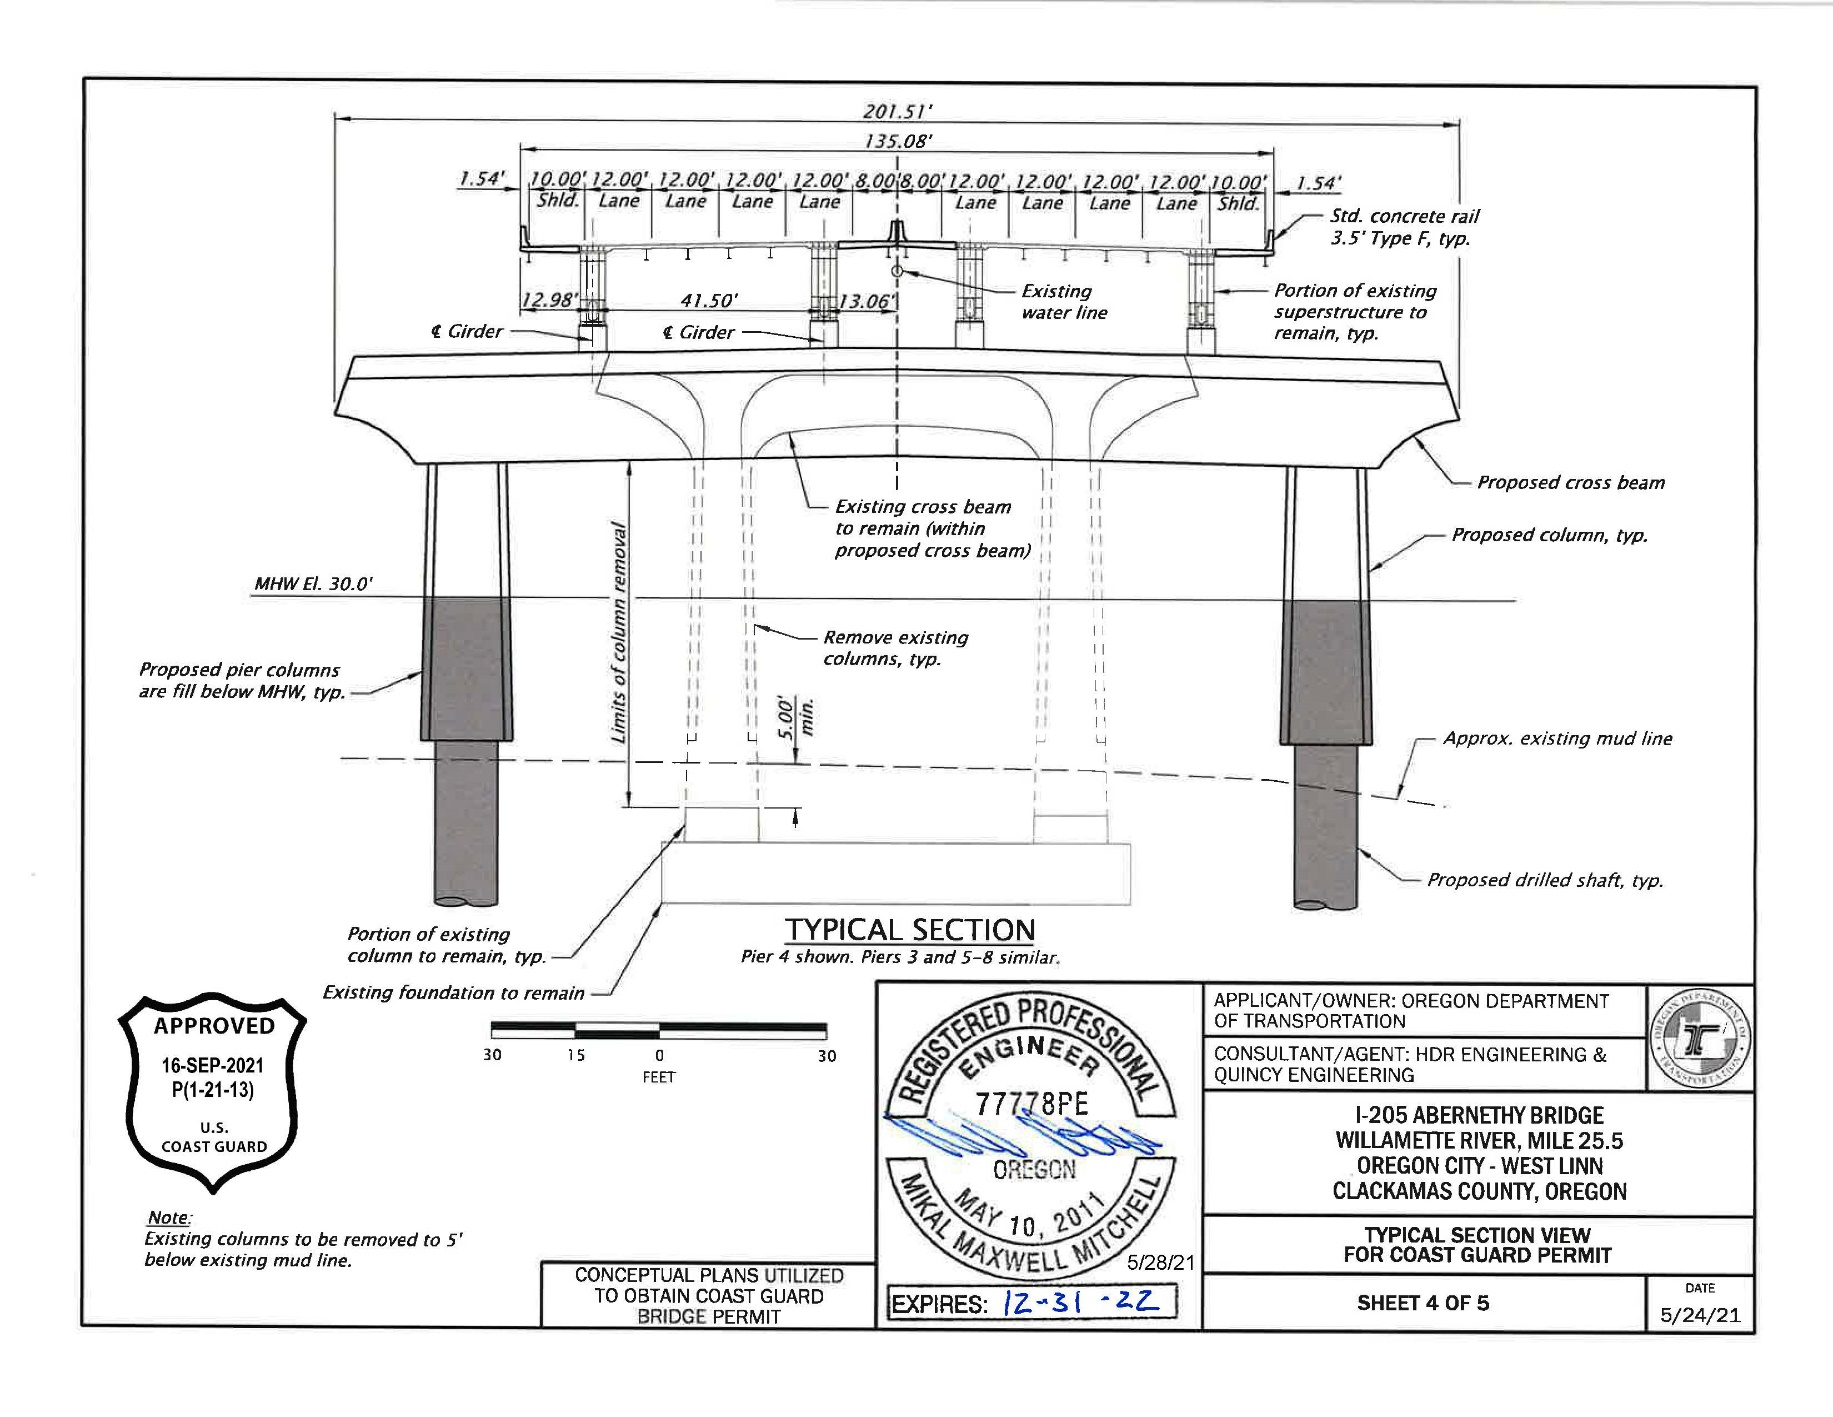 201.51'
135.08'
1.54' 10.00' 12.00' 12.00' 12.00' 12.00' 8.00' 8.00' 12.00' 12.00' 12.00' 12.00' 10.00' 1.54'
Shld. Lane Lane Lane Lane Lane Lane Lane Lane Shld.
Std. concrete rail
3.5' Type F, typ.
Existing
water line
Portion of existing
superstructure to
remain, typ.
12.98' 41.50' 13.06'
℄ Girder
℄ Girder
Proposed cross beam
Existing cross beam
to remain (within
proposed cross beam)
Proposed column, typ.
MHW El. 30.0'
Limits of column removal
Remove existing
columns, typ.
Proposed pier columns
are fill below MHW, typ.
5.00'
min.
Approx. existing mud line
Proposed drilled shaft, typ.
Portion of existing
column to remain, typ.
Existing foundation to remain
TYPICAL SECTION
Pier 4 shown. Piers 3 and 5-8 similar.
30 15 0 30
FEET
APPROVED
16-SEP-2021
P(1-21-13)
U.S.
COAST GUARD
Note:
Existing columns to be removed to 5'
below existing mud line.
CONCEPTUAL PLANS UTILIZED
TO OBTAIN COAST GUARD
BRIDGE PERMIT
REGISTERED PROFESSIONAL
ENGINEER
77778PE
OREGON
MAY 10, 2011
MIKAL MAXWELL MITCHELL
5/28/21
EXPIRES: 12-31-22
APPLICANT/OWNER: OREGON DEPARTMENT
OF TRANSPORTATION
CONSULTANT/AGENT: HDR ENGINEERING &
QUINCY ENGINEERING
OREGON DEPARTMENT OF TRANSPORTATION
I-205 ABERNETHY BRIDGE
WILLAMETTE RIVER, MILE 25.5
OREGON CITY - WEST LINN
CLACKAMAS COUNTY, OREGON
TYPICAL SECTION VIEW
FOR COAST GUARD PERMIT
SHEET 4 OF 5
DATE
5/24/21